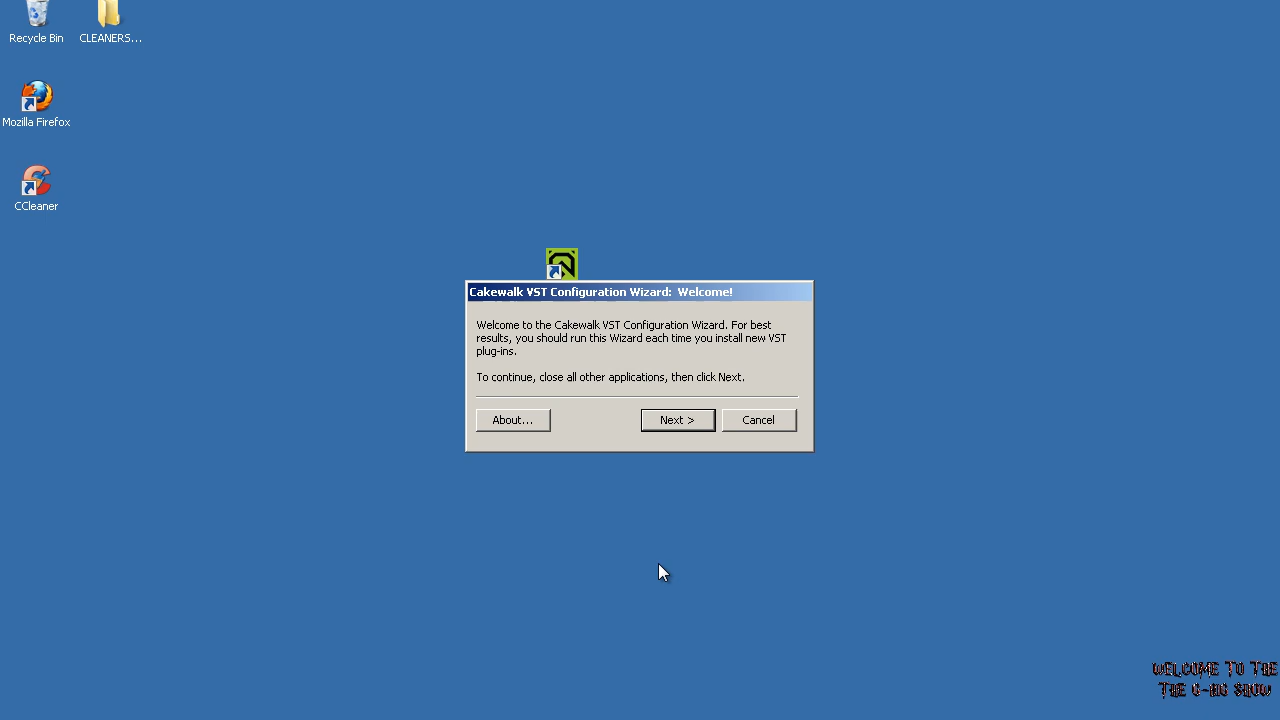 Recycle Bin
CLEANERS...
Mozilla Firefox
CCleaner
Cakewalk VST Configuration Wizard: Welcome!
Welcome to the Cakewalk VST Configuration Wizard. For best
results, you should run this Wizard each time you install new VST
plug-ins.
To continue, close all other applications, then click Next.
About...
Next >
Cancel
WELCOME TO THE